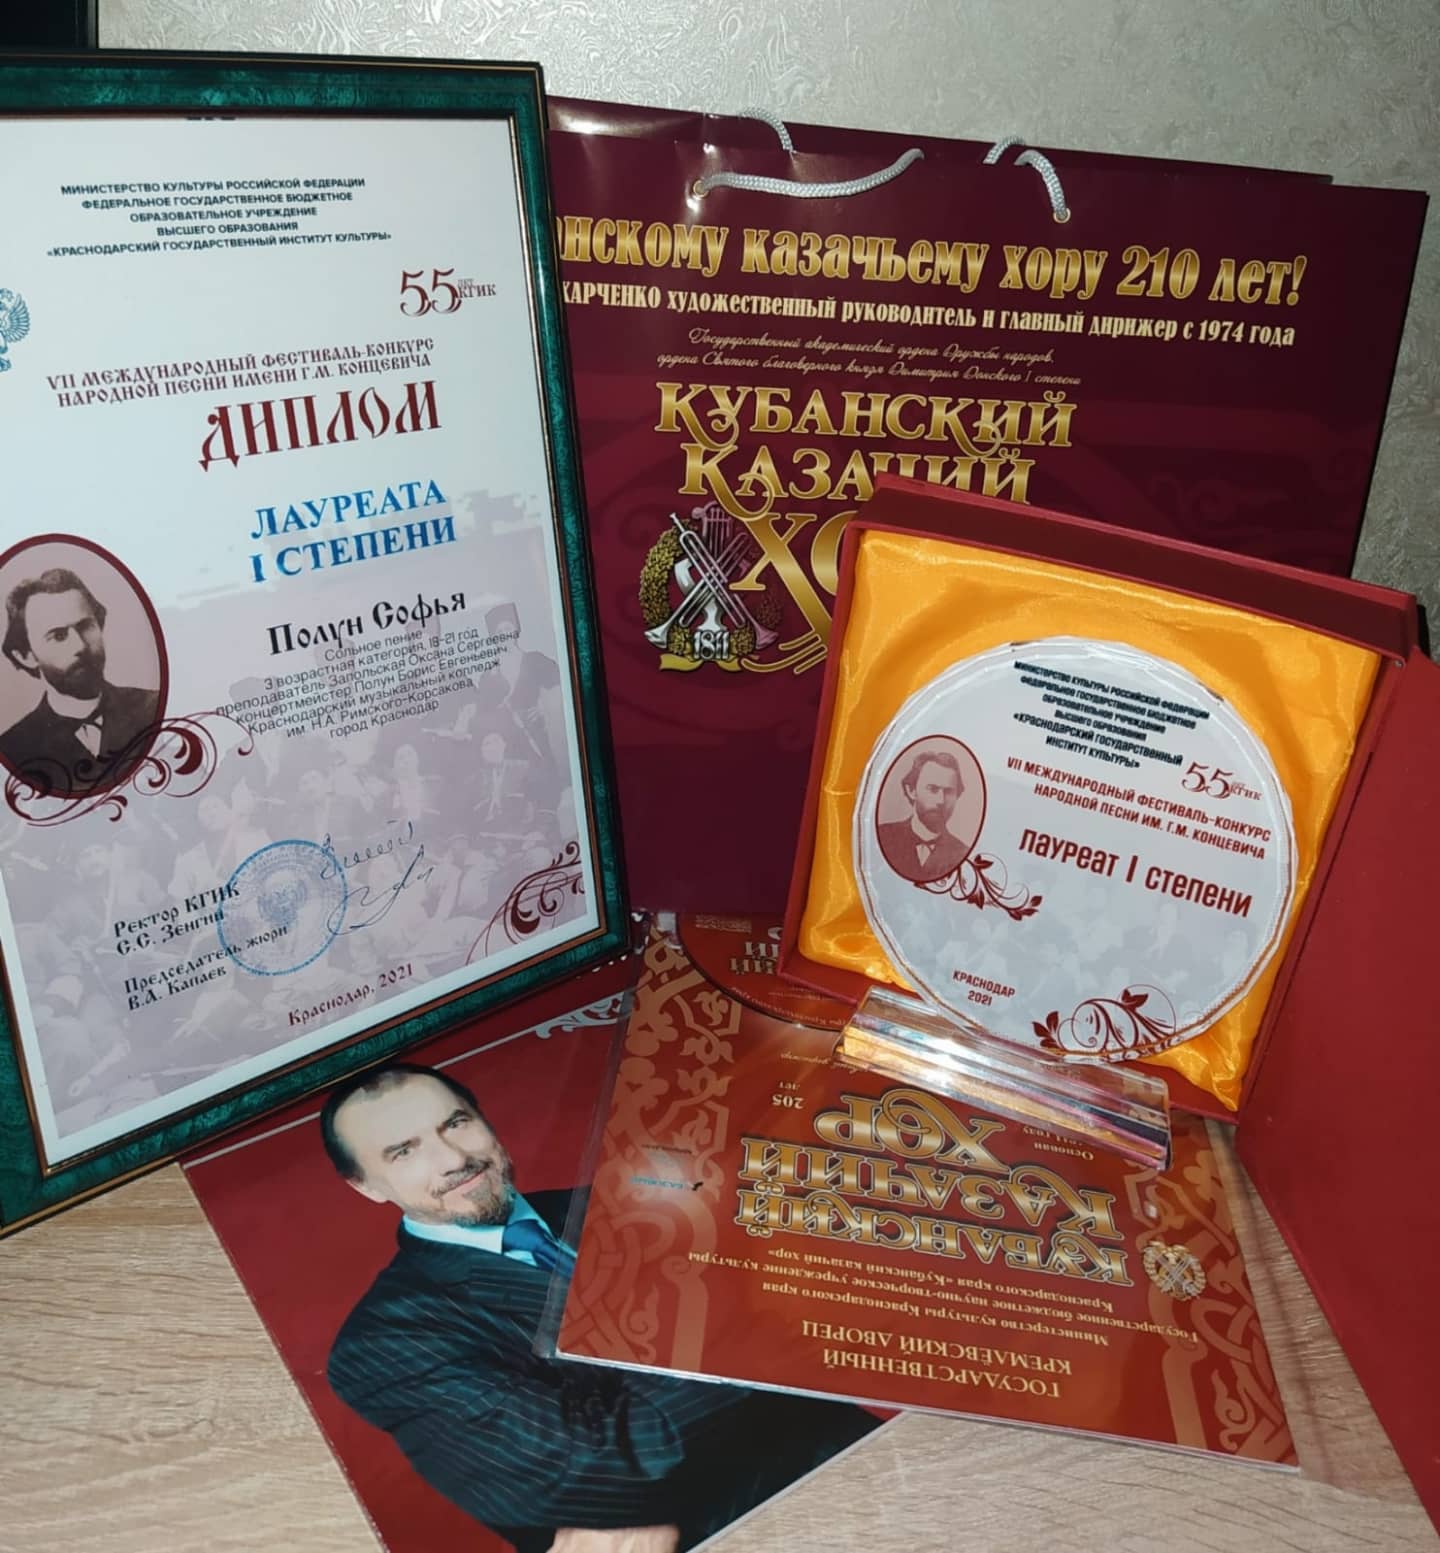 МИНИСТЕРСТВО КУЛЬТУРЫ РОССИЙСКОЙ ФЕДЕРАЦИИ
ФЕДЕРАЛЬНОЕ ГОСУДАРСТВЕННОЕ БЮДЖЕТНОЕ
ОБРАЗОВАТЕЛЬНОЕ УЧРЕЖДЕНИЕ
ВЫСШЕГО ОБРАЗОВАНИЯ
«КРАСНОДАРСКИЙ ГОСУДАРСТВЕННЫЙ ИНСТИТУТ КУЛЬТУРЫ»
55 ЛЕТ КГИК
VII МЕЖДУНАРОДНЫЙ ФЕСТИВАЛЬ-КОНКУРС
НАРОДНОЙ ПЕСНИ ИМЕНИ Г.М. КОНЦЕВИЧА
ДИПЛОМ
ЛАУРЕАТА
I СТЕПЕНИ
Полун Софья
Сольное пение
3 возрастная категория, 18-21 год
преподаватель Запольская Оксана Сергеевна
концертмейстер Полун Борис Евгеньевич
Краснодарский музыкальный колледж
им. Н.А. Римского-Корсакова
город Краснодар
Ректор КГИК
С.С. Зенгин
Председатель жюри
В.А. Капаев
Краснодар, 2021
анскому казачьему хору 210 лет!
ХАРЧЕНКО художественный руководитель и главный дирижер с 1974 года
Государственный академический ордена Дружбы народов,
ордена Святого благоверного князя Димитрия Донского I степени
КУБАНСКИЙ
КАЗАЧИЙ
ХО
1811
МИНИСТЕРСТВО КУЛЬТУРЫ РОССИЙСКОЙ ФЕДЕРАЦИИ
ФЕДЕРАЛЬНОЕ ГОСУДАРСТВЕННОЕ БЮДЖЕТНОЕ
ОБРАЗОВАТЕЛЬНОЕ УЧРЕЖДЕНИЕ
ВЫСШЕГО ОБРАЗОВАНИЯ
«КРАСНОДАРСКИЙ ГОСУДАРСТВЕННЫЙ
ИНСТИТУТ КУЛЬТУРЫ»
55 ЛЕТ КГИК
VII МЕЖДУНАРОДНЫЙ ФЕСТИВАЛЬ-КОНКУРС
НАРОДНОЙ ПЕСНИ ИМ. Г.М. КОНЦЕВИЧА
ЛАУРЕАТ I СТЕПЕНИ
КРАСНОДАР
2021
ГОСУДАРСТВЕННЫЙ
КРЕМЛЁВСКИЙ ДВОРЕЦ
Министерство культуры Краснодарского края
Государственное бюджетное научно-творческое учреждение культуры
Краснодарского края «Кубанский казачий хор»
КУБАНСКИЙ
КАЗАЧИЙ
ХОР
Основан
1811 году
205
лет